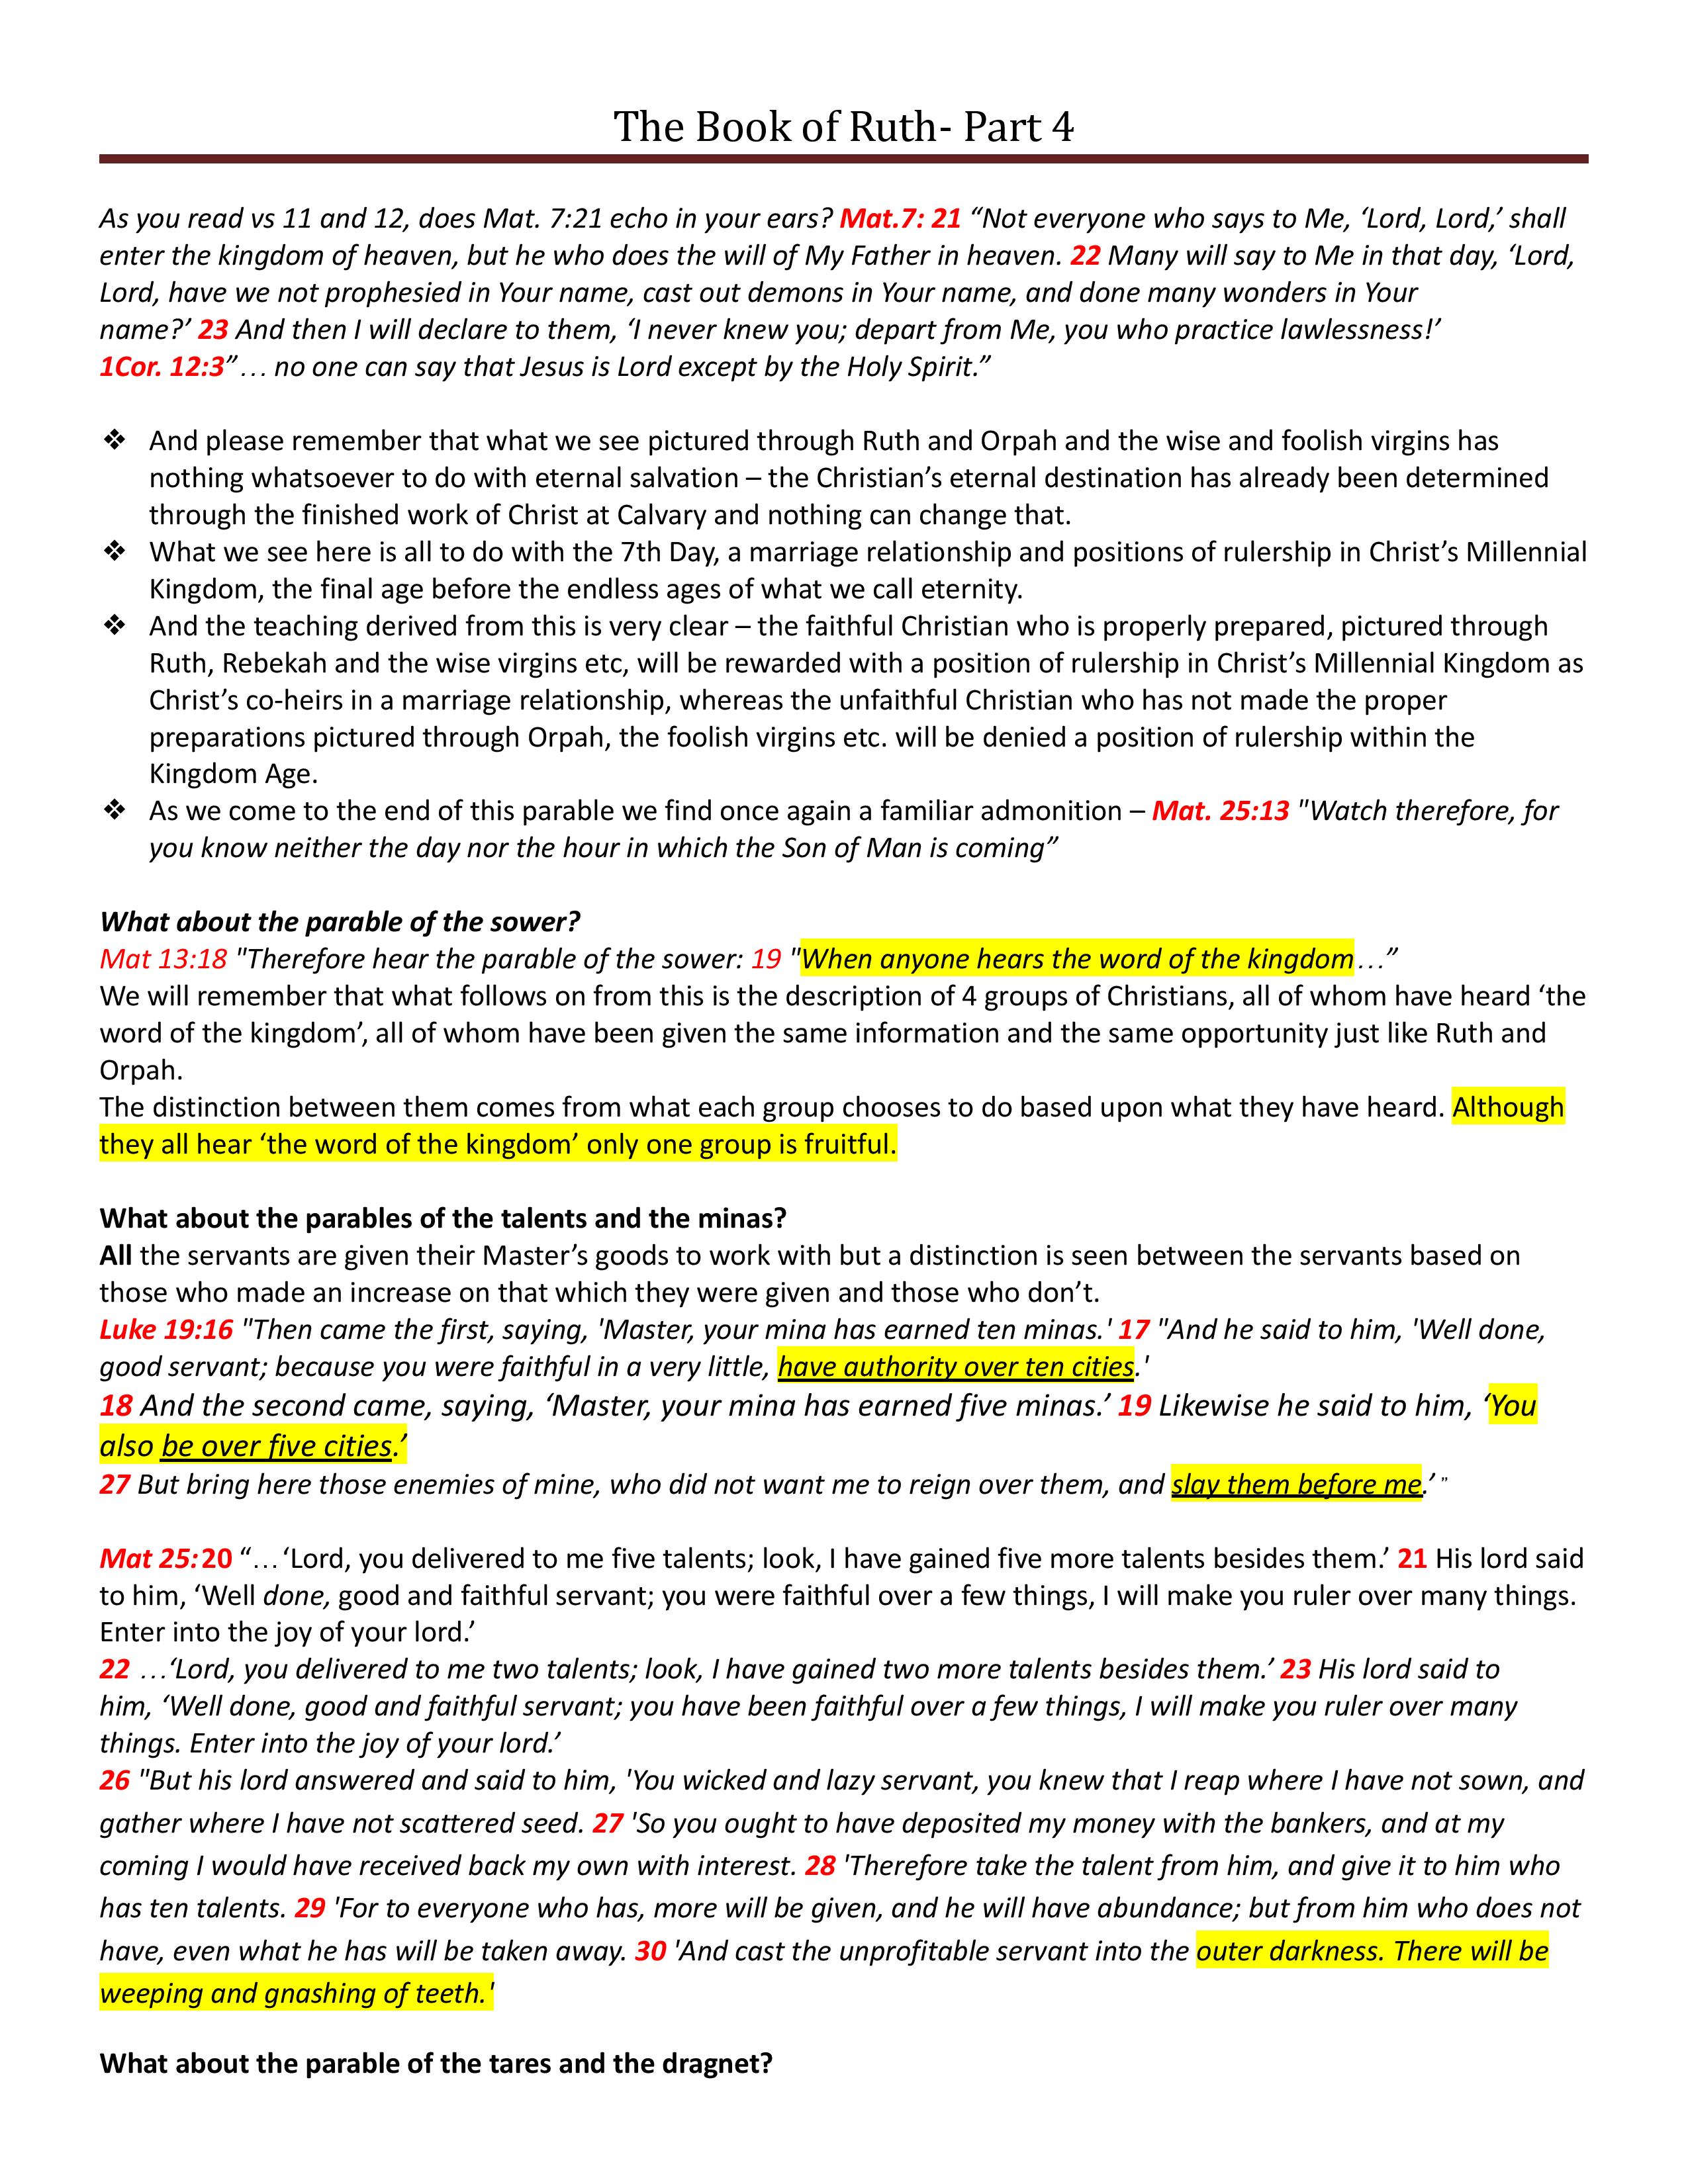 The Book of Ruth- Part 4
As you read vs 11 and 12, does Mat. 7:21 echo in your ears? Mat.7: 21 “Not everyone who says to Me, ‘Lord, Lord,’ shall
enter the kingdom of heaven, but he who does the will of My Father in heaven. 22 Many will say to Me in that day, ‘Lord,
Lord, have we not prophesied in Your name, cast out demons in Your name, and done many wonders in Your
name?’ 23 And then I will declare to them, ‘I never knew you; depart from Me, you who practice lawlessness!’
1Cor. 12:3”… no one can say that Jesus is Lord except by the Holy Spirit.”
❖ And please remember that what we see pictured through Ruth and Orpah and the wise and foolish virgins has
nothing whatsoever to do with eternal salvation – the Christian’s eternal destination has already been determined
through the finished work of Christ at Calvary and nothing can change that.
❖ What we see here is all to do with the 7th Day, a marriage relationship and positions of rulership in Christ’s Millennial
Kingdom, the final age before the endless ages of what we call eternity.
❖ And the teaching derived from this is very clear – the faithful Christian who is properly prepared, pictured through
Ruth, Rebekah and the wise virgins etc, will be rewarded with a position of rulership in Christ’s Millennial Kingdom as
Christ’s co-heirs in a marriage relationship, whereas the unfaithful Christian who has not made the proper
preparations pictured through Orpah, the foolish virgins etc. will be denied a position of rulership within the
Kingdom Age.
❖ As we come to the end of this parable we find once again a familiar admonition – Mat. 25:13 "Watch therefore, for
you know neither the day nor the hour in which the Son of Man is coming”
What about the parable of the sower?
Mat 13:18 "Therefore hear the parable of the sower: 19 "When anyone hears the word of the kingdom…”
We will remember that what follows on from this is the description of 4 groups of Christians, all of whom have heard ‘the
word of the kingdom’, all of whom have been given the same information and the same opportunity just like Ruth and
Orpah.
The distinction between them comes from what each group chooses to do based upon what they have heard. Although
they all hear ‘the word of the kingdom’ only one group is fruitful.
What about the parables of the talents and the minas?
All the servants are given their Master’s goods to work with but a distinction is seen between the servants based on
those who made an increase on that which they were given and those who don’t.
Luke 19:16 "Then came the first, saying, 'Master, your mina has earned ten minas.' 17 "And he said to him, 'Well done,
good servant; because you were faithful in a very little, have authority over ten cities.'
18 And the second came, saying, ‘Master, your mina has earned five minas.’ 19 Likewise he said to him, ‘You
also be over five cities.’
27 But bring here those enemies of mine, who did not want me to reign over them, and slay them before me.’ ”
Mat 25:20 “…‘Lord, you delivered to me five talents; look, I have gained five more talents besides them.’ 21 His lord said
to him, ‘Well done, good and faithful servant; you were faithful over a few things, I will make you ruler over many things.
Enter into the joy of your lord.’
22 …‘Lord, you delivered to me two talents; look, I have gained two more talents besides them.’ 23 His lord said to
him, ‘Well done, good and faithful servant; you have been faithful over a few things, I will make you ruler over many
things. Enter into the joy of your lord.’
26 "But his lord answered and said to him, 'You wicked and lazy servant, you knew that I reap where I have not sown, and
gather where I have not scattered seed. 27 'So you ought to have deposited my money with the bankers, and at my
coming I would have received back my own with interest. 28 'Therefore take the talent from him, and give it to him who
has ten talents. 29 'For to everyone who has, more will be given, and he will have abundance; but from him who does not
have, even what he has will be taken away. 30 'And cast the unprofitable servant into the outer darkness. There will be
weeping and gnashing of teeth.'
What about the parable of the tares and the dragnet?